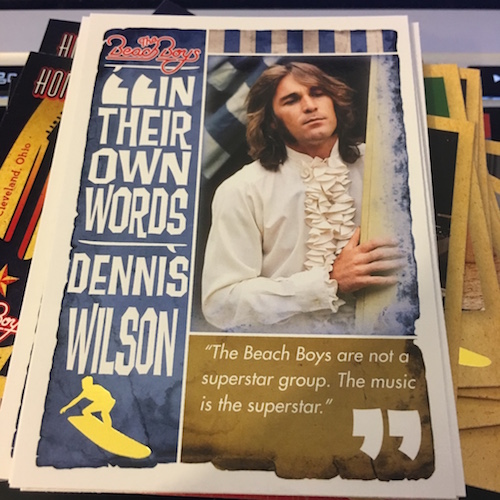 The
Beach Boys
“IN
THEIR
OWN
WORDS
DENNIS
WILSON
“The Beach Boys are not a
superstar group. The music
is the superstar.”
”
Cleveland, Ohio